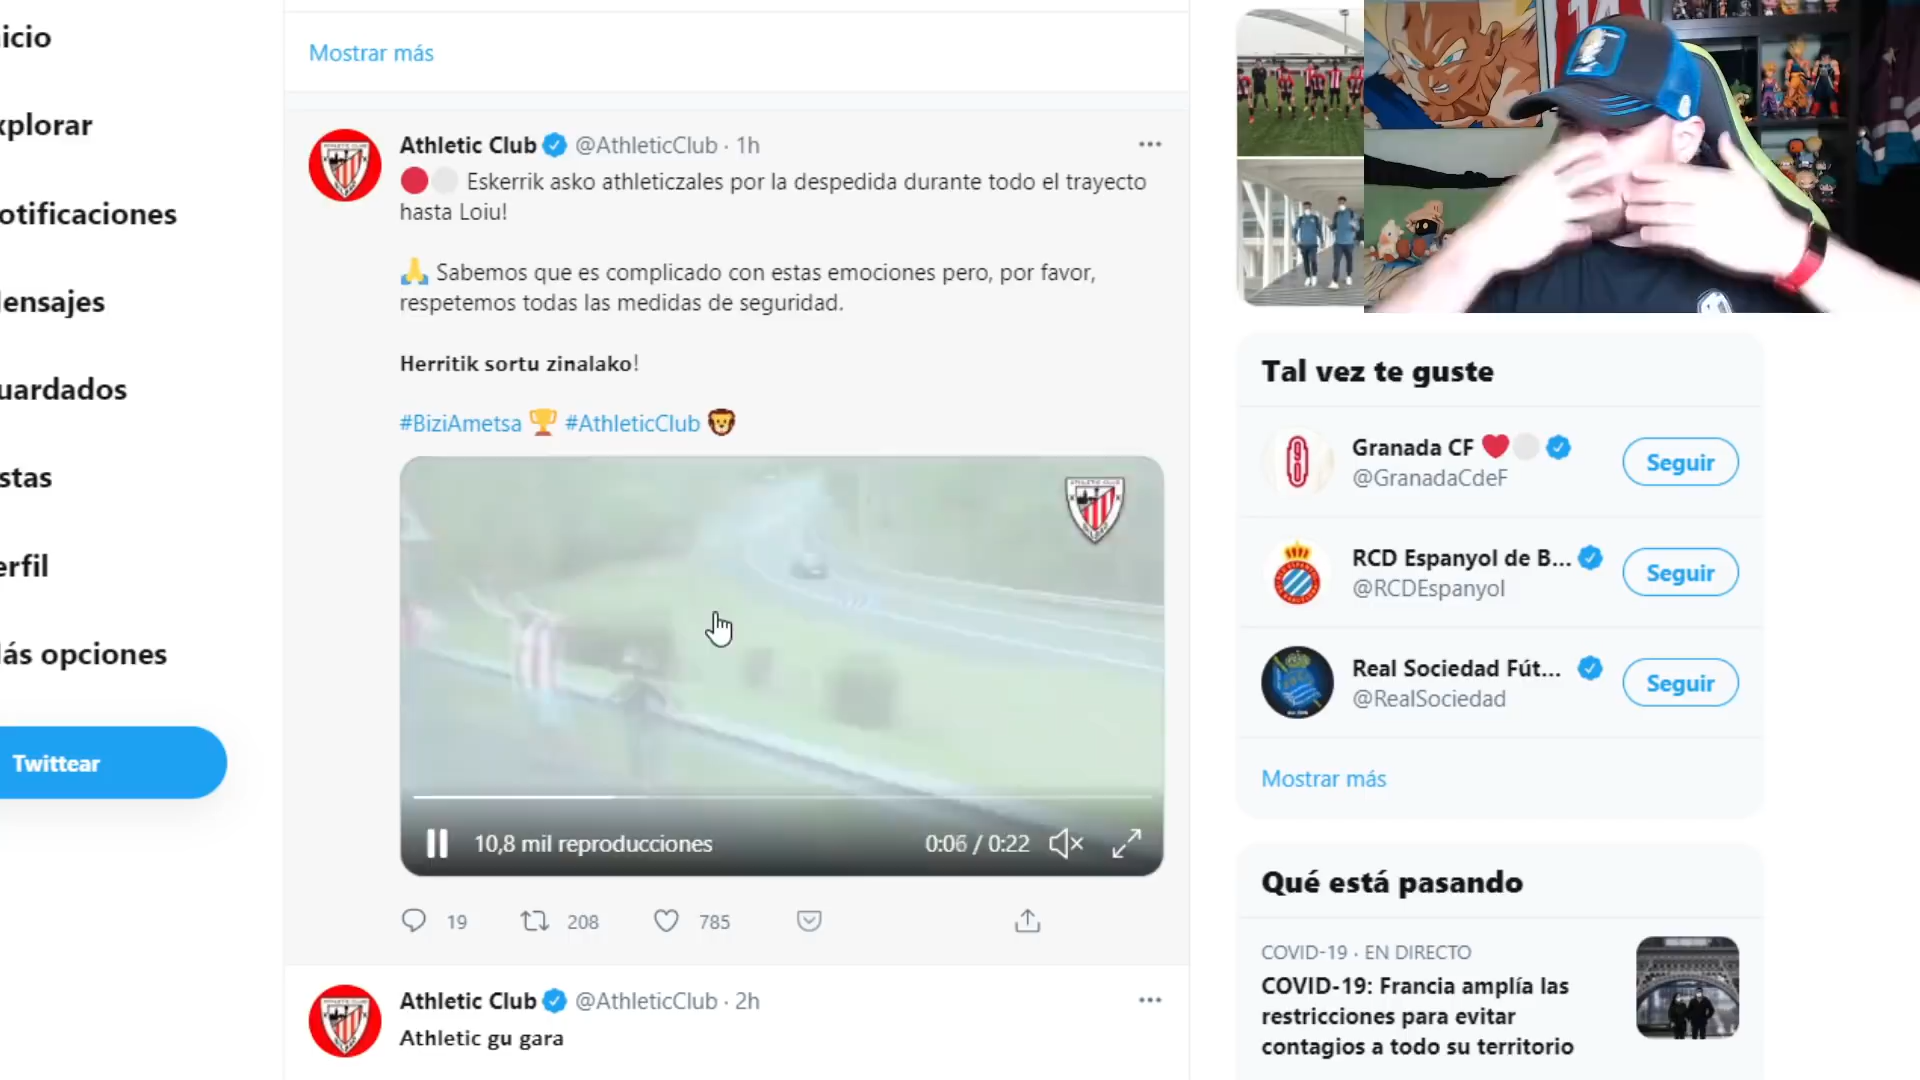 icio
xplorar
otificaciones
ensajes
uardados
stas
erfil
ás opciones
Twittear
Mostrar más
Athletic Club @AthleticClub · 1h
Eskerrik asko athleticzales por la despedida durante todo el trayecto
hasta Loiu!
Sabemos que es complicado con estas emociones pero, por favor,
respetemos todas las medidas de seguridad.
Herritik sortu zinalako!
#BiziAmetsa #AthleticClub
10,8 mil reproducciones
0:06 / 0:22
19
208
785
Athletic Club @AthleticClub · 2h
Athletic gu gara
Tal vez te guste
Granada CF
@GranadaCdeF
Seguir
RCD Espanyol de B...
@RCDEspanyol
Seguir
Real Sociedad Fút...
@RealSociedad
Seguir
Mostrar más
Qué está pasando
COVID-19 · EN DIRECTO
COVID-19: Francia amplía las
restricciones para evitar
contagios a todo su territorio